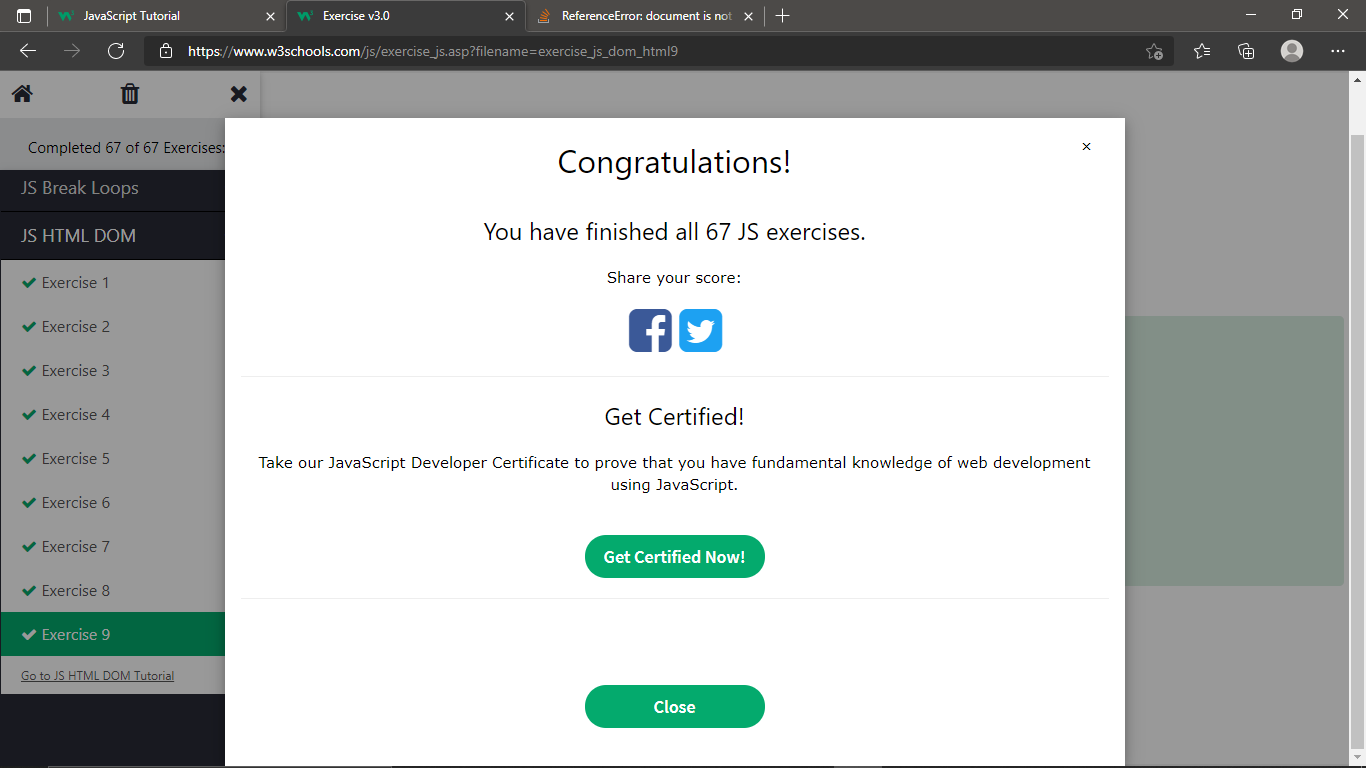 JavaScript Tutorial
Exercise v3.0
ReferenceError: document is not
https://www.w3schools.com/js/exercise_js.asp?filename=exercise_js_dom_html9
Completed 67 of 67 Exercises:
JS Break Loops
JS HTML DOM
Exercise 1
Exercise 2
Exercise 3
Exercise 4
Exercise 5
Exercise 6
Exercise 7
Exercise 8
Exercise 9
Go to JS HTML DOM Tutorial
Congratulations!
You have finished all 67 JS exercises.
Share your score:
Get Certified!
Take our JavaScript Developer Certificate to prove that you have fundamental knowledge of web development
using JavaScript.
Get Certified Now!
Close